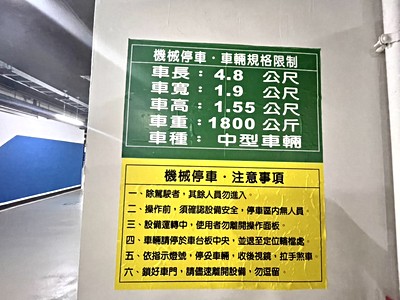 機械停車・車輛規格限制
車長：4.8 公尺
車寬：1.9 公尺
車高：1.55 公尺
車重：1800 公斤
車種：中型車輛
機械停車・注意事項
一、除駕駛者，其餘人員勿進入。
二、操作前，須確認設備安全，停車區內無人員。
三、設備運轉中，使用者勿離開操作面板。
四、車輛請停於車台板中央，並退至定位輪檔處。
五、依指示燈號，停妥車輛，收後視鏡，拉手煞車。
六、鎖好車門，請儘速離開設備，勿逗留。